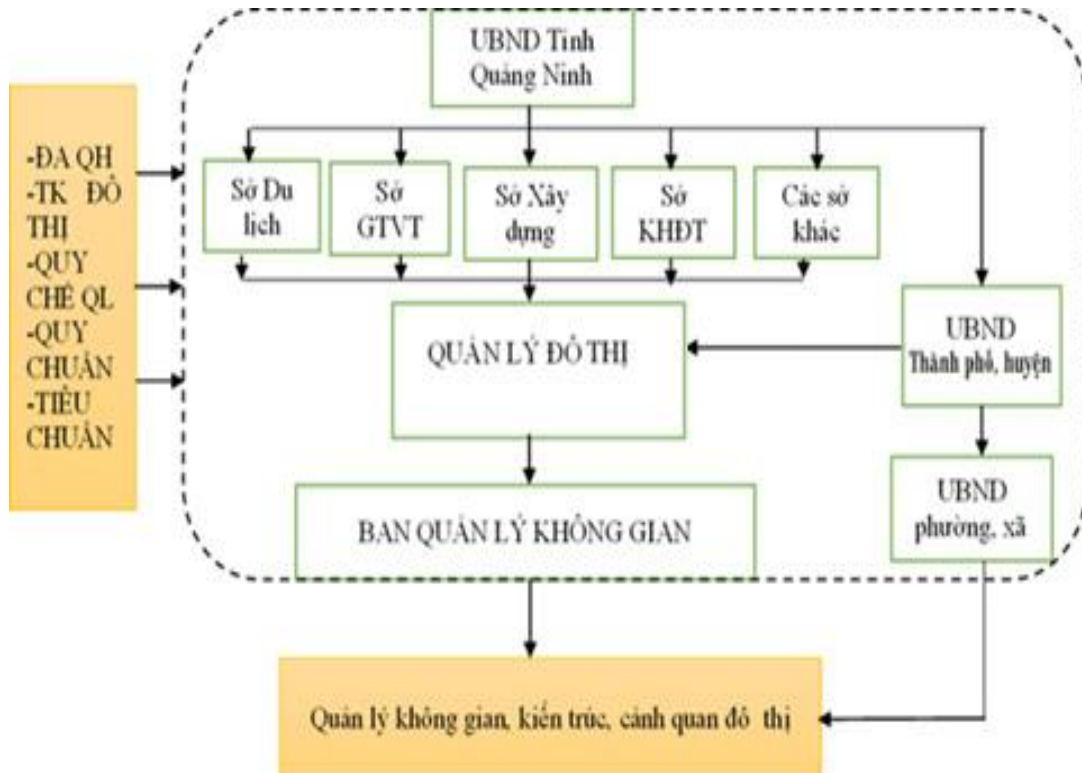 UBND Tỉnh
Quảng Ninh
-ĐA QH
-TK ĐÔ
THỊ
-QUY
CHẾ QL
-QUY
CHUẨN
-TIÊU
CHUẨN
Sở Du
lịch
Sở
GTVT
Sở Xây
dựng
Sở
KHĐT
Các sở
khác
QUẢN LÝ ĐÔ THỊ
UBND
Thành phố, huyện
BAN QUẢN LÝ KHÔNG GIAN
UBND
phường, xã
Quản lý không gian, kiến trúc, cảnh quan đô thị